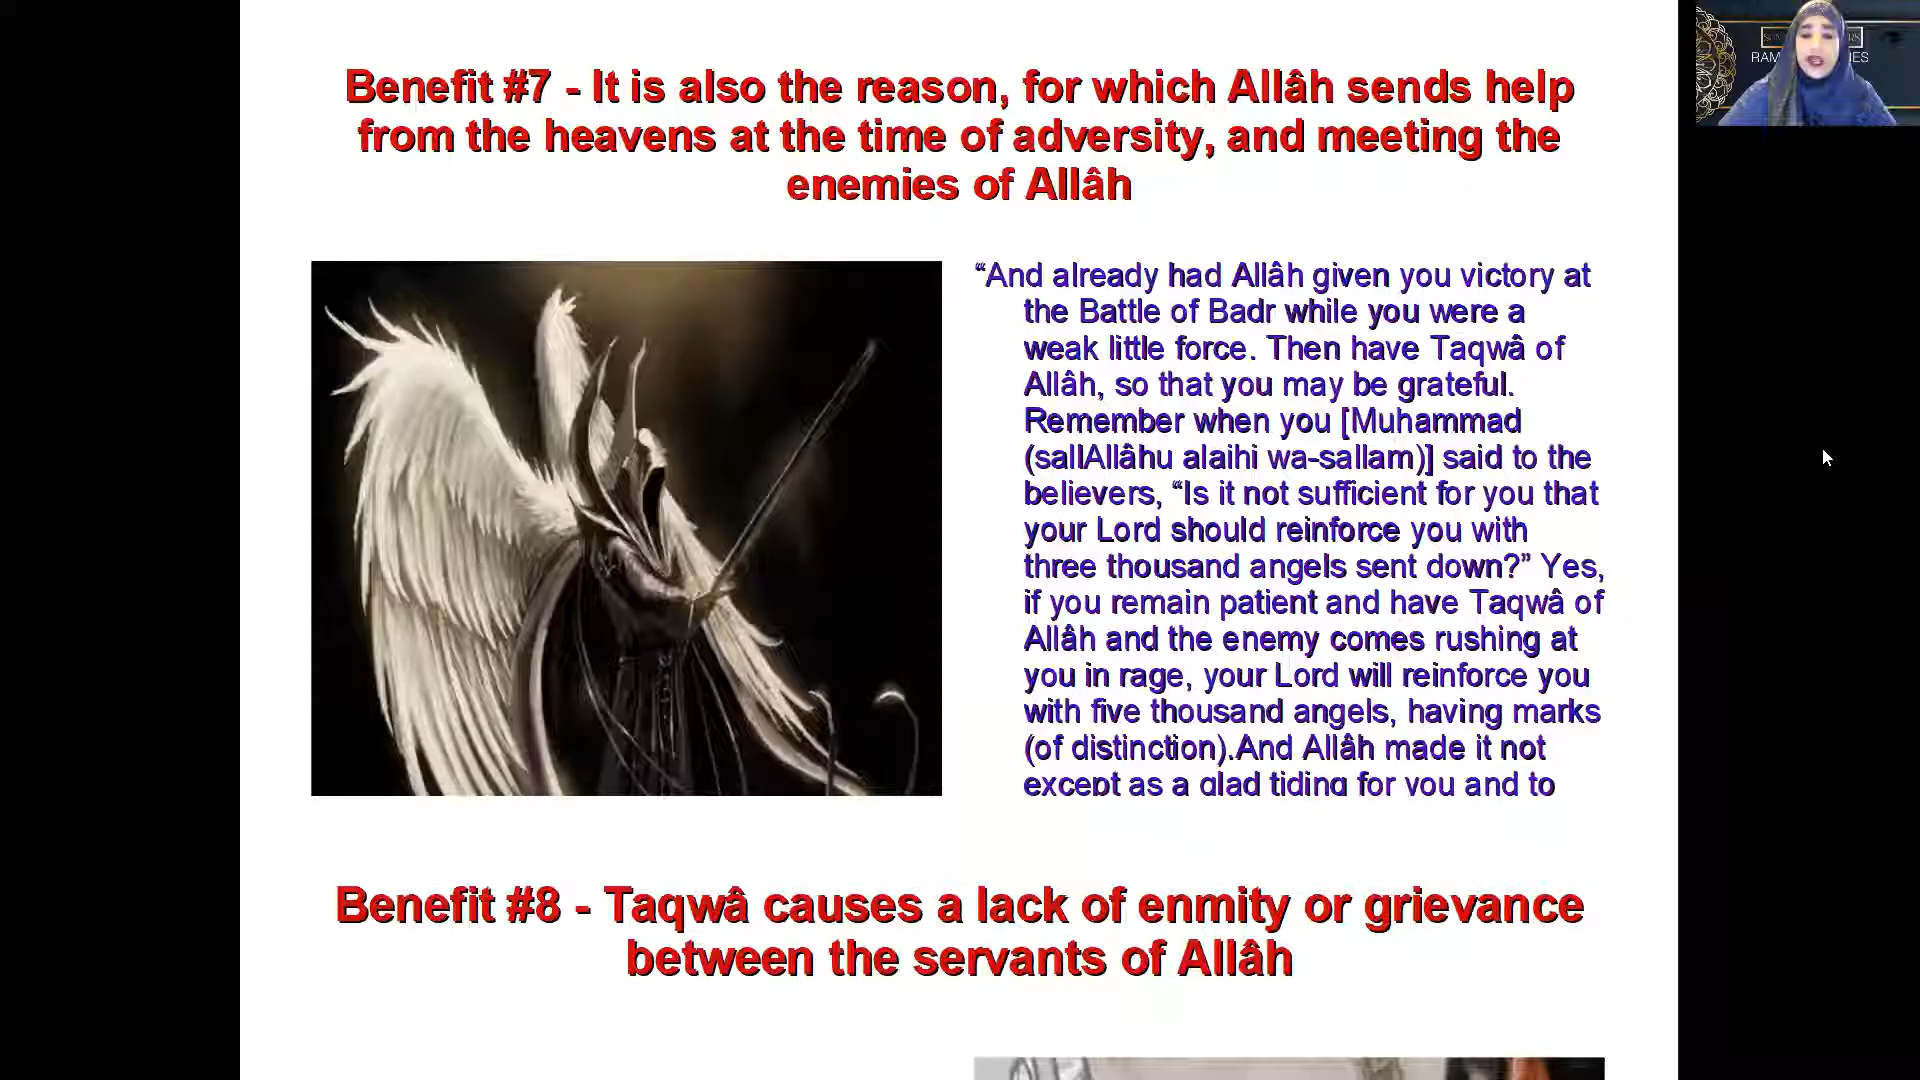 Benefit #7 - It is also the reason, for which Allâh sends help
from the heavens at the time of adversity, and meeting the
enemies of Allâh
“And already had Allâh given you victory at
the Battle of Badr while you were a
weak little force. Then have Taqwâ of
Allâh, so that you may be grateful.
Remember when you [Muhammad
(sallAllâhu alaihi wa-sallam)] said to the
believers, “Is it not sufficient for you that
your Lord should reinforce you with
three thousand angels sent down?” Yes,
if you remain patient and have Taqwâ of
Allâh and the enemy comes rushing at
you in rage, your Lord will reinforce you
with five thousand angels, having marks
(of distinction).And Allâh made it not
except as a glad tiding for you and to
Benefit #8 - Taqwâ causes a lack of enmity or grievance
between the servants of Allâh